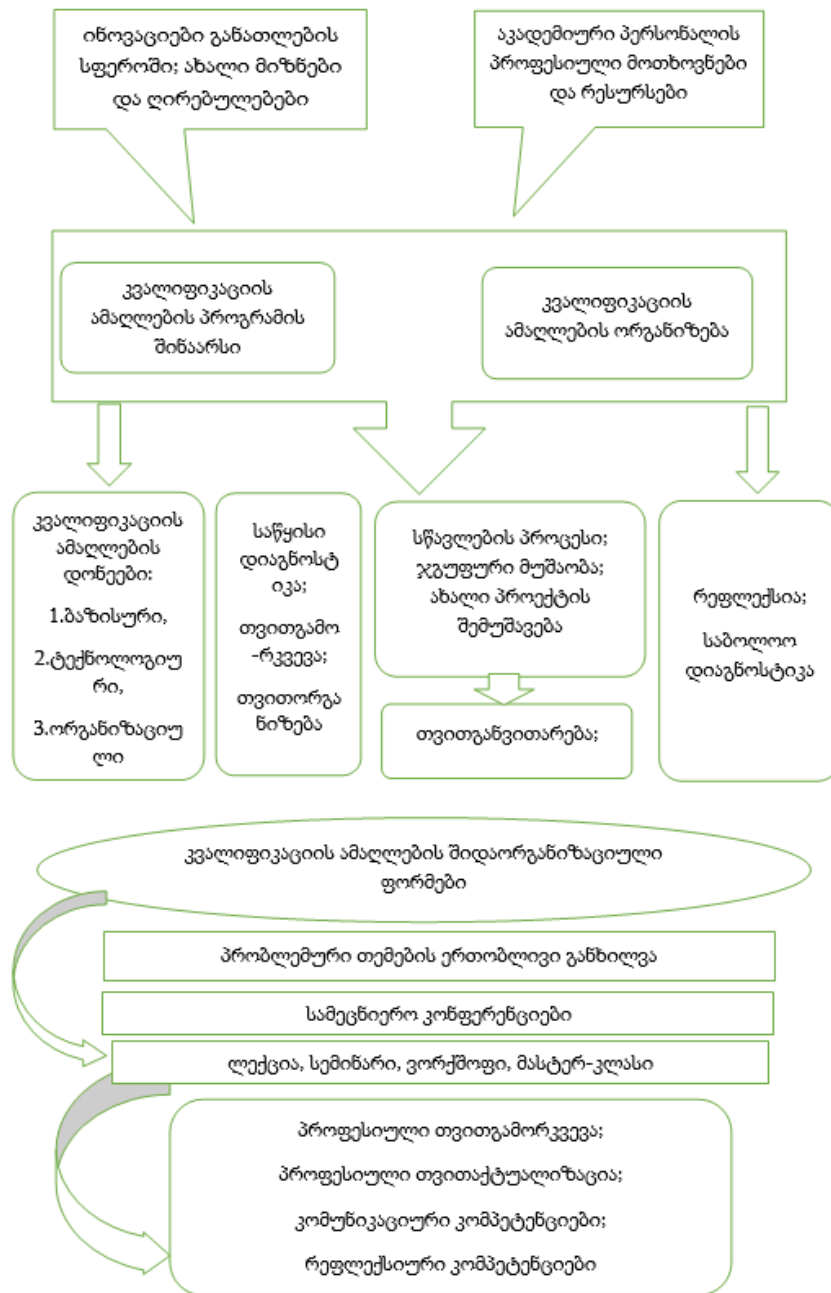 ინოვაციები განათლების
სფეროში; ახალი მიზნები
და ღირებულებები
აკადემიური პერსონალის
პროფესიული მოთხოვნები
და რესურსები
კვალიფიკაციის
ამაღლების პროგრამის
შინაარსი
კვალიფიკაციის
ამაღლების ორგანიზება
კვალიფიკაციის
ამაღლების
დონეები:
1.ბაზისური,
2.ტექნოლოგიუ
რი,
3.ორგანიზაციუ
ლი
საწყისი
დიაგნოსტ
იკა;
თვითგამო
-რკვევა;
თვითორგა
ნიზება
სწავლების პროცესი;
ჯგუფური მუშაობა;
ახალი პროექტის
შემუშავება
თვითგანვითარება;
რეფლექსია;
საბოლოო
დიაგნოსტიკა
კვალიფიკაციის ამაღლების შიდაორგანიზაციული
ფორმები
პრობლემური თემების ერთობლივი განხილვა
სამეცნიერო კონფერენციები
ლექცია, სემინარი, ვორქშოფი, მასტერ-კლასი
პროფესიული თვითგამორკვევა;
პროფესიული თვითაქტუალიზაცია;
კომუნიკაციური კომპეტენციები;
რეფლექსიური კომპეტენციები